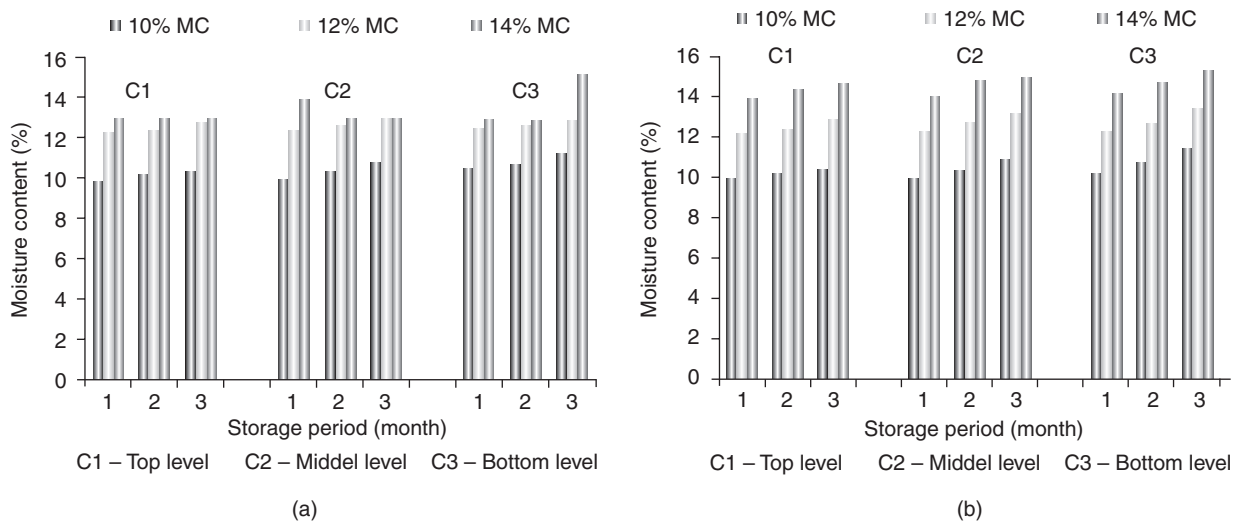 10% MC 12% MC 14% MC
16
14
12
10
8
6
4
2
0
Moisture content (%)
C1 C2 C3
1 2 3 1 2 3 1 2 3
Storage period (month)
C1 – Top level C2 – Middel level C3 – Bottom level
(a)
10% MC 12% MC 14% MC
16
14
12
10
8
6
4
2
0
Moisture content (%)
C1 C2 C3
1 2 3 1 2 3 1 2 3
Storage period (month)
C1 – Top level C2 – Middel level C3 – Bottom level
(b)